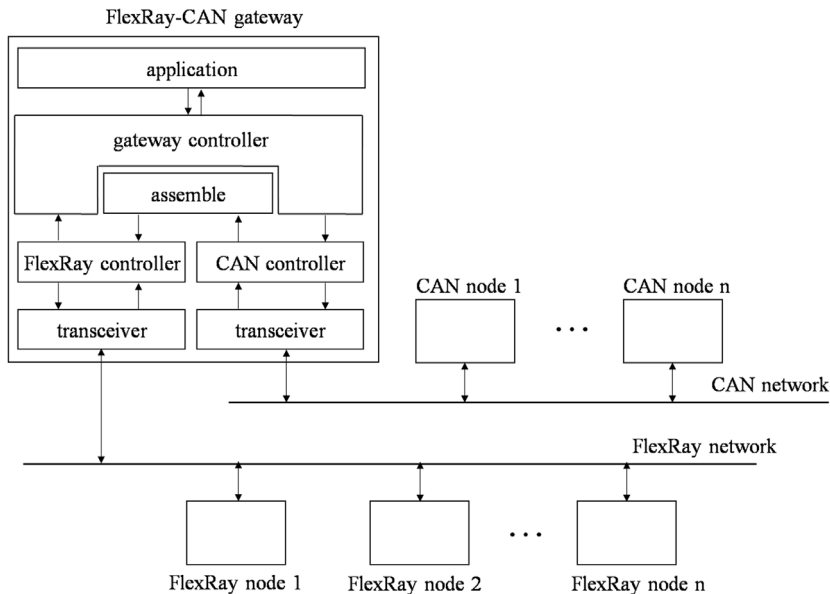 FlexRay-CAN gateway
application
gateway controller
assemble
FlexRay controller
CAN controller
transceiver
transceiver
CAN node 1
CAN node n
...
CAN network
FlexRay network
...
FlexRay node 1
FlexRay node 2
FlexRay node n